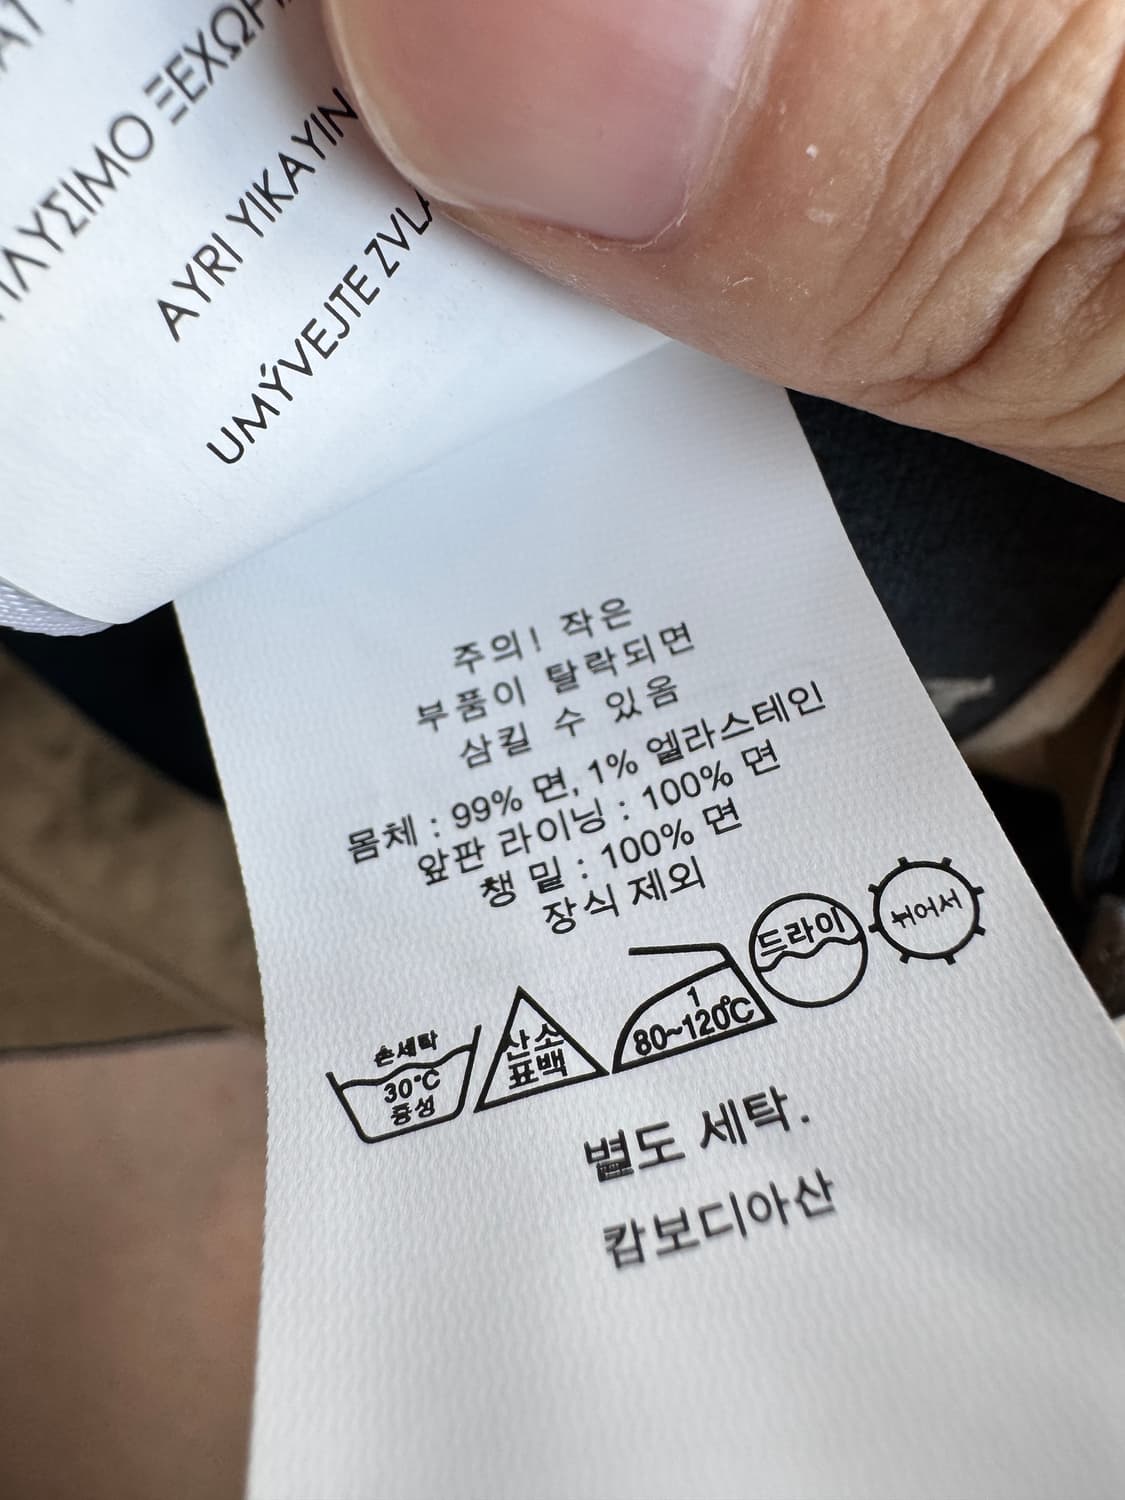 ΠΛΥΣΙΜΟ ΞΕΧΩΡ
AYRI YIKAYIN
UMÝVEJTE ZVLÁ
주의! 작은
부품이 탈락되면
삼킬 수 있음
몸체 : 99% 면, 1% 엘라스테인
앞판 라이닝 : 100% 면
챙 밑 : 100% 면
장식 제외
손세탁
30°C
중성
산소
표백
1
80~120°C
드라이
뉘어서
별도 세탁.
캄보디아산